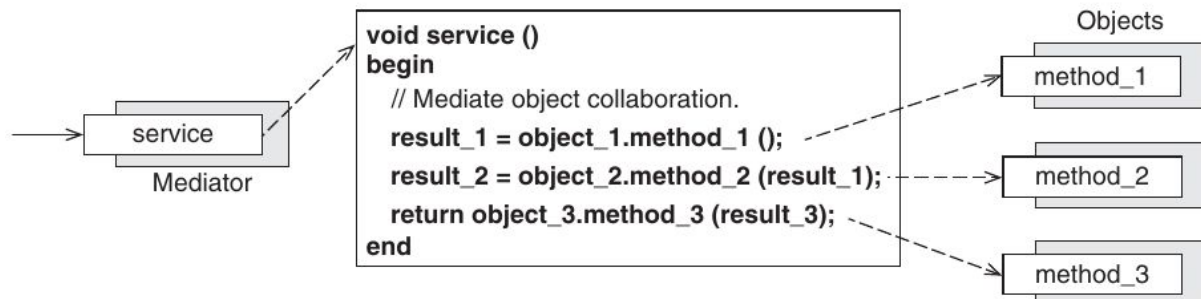 service
Mediator
void service ()
begin
// Mediate object collaboration.
result_1 = object_1.method_1 ();
result_2 = object_2.method_2 (result_1);
return object_3.method_3 (result_3);
end
Objects
method_1
method_2
method_3